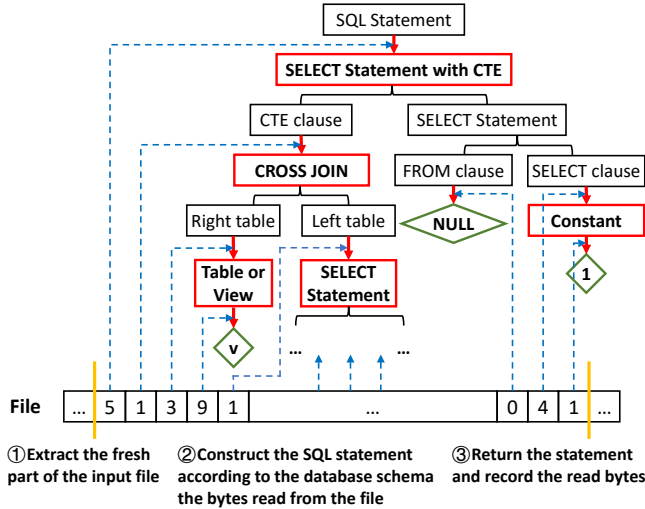 SQL Statement
SELECT Statement with CTE
CTE clause
SELECT Statement
CROSS JOIN
FROM clause
SELECT clause
Right table
Left table
NULL
Constant
Table or
View
SELECT
Statement
1
v
...
...
File
... 5 1 3 9 1 ... 0 4 1 ...
①Extract the fresh
part of the input file
②Construct the SQL statement
according to the database schema
the bytes read from the file
③Return the statement
and record the read bytes